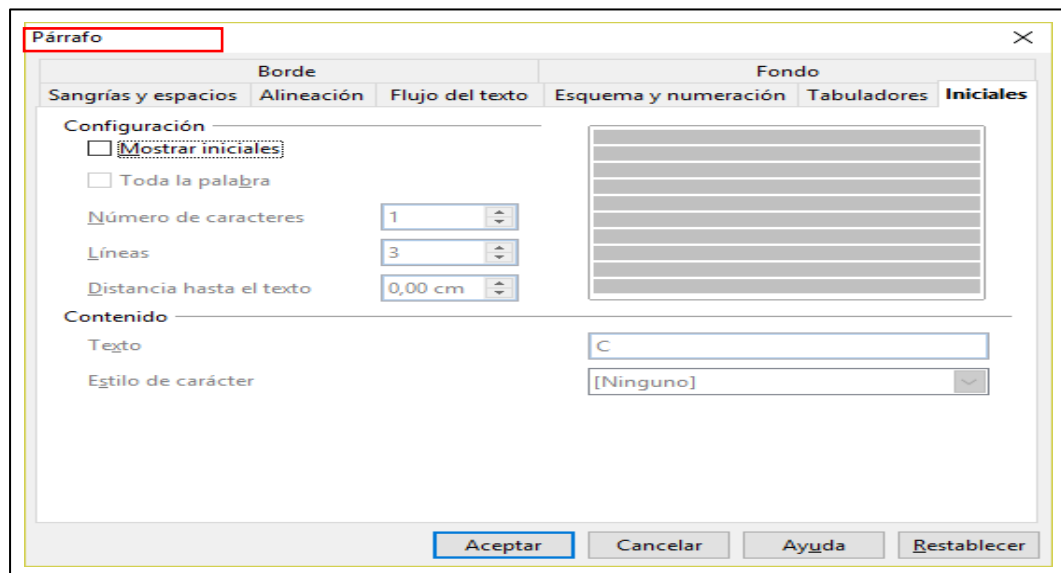 Párrafo
Borde Fondo
Sangrías y espacios Alineación Flujo del texto Esquema y numeración Tabuladores Iniciales
Configuración
Mostrar iniciales
Toda la palabra
Número de caracteres 1
Líneas 3
Distancia hasta el texto 0,00 cm
Contenido
Texto C
Estilo de carácter [Ninguno]
Aceptar Cancelar Ayuda Restablecer